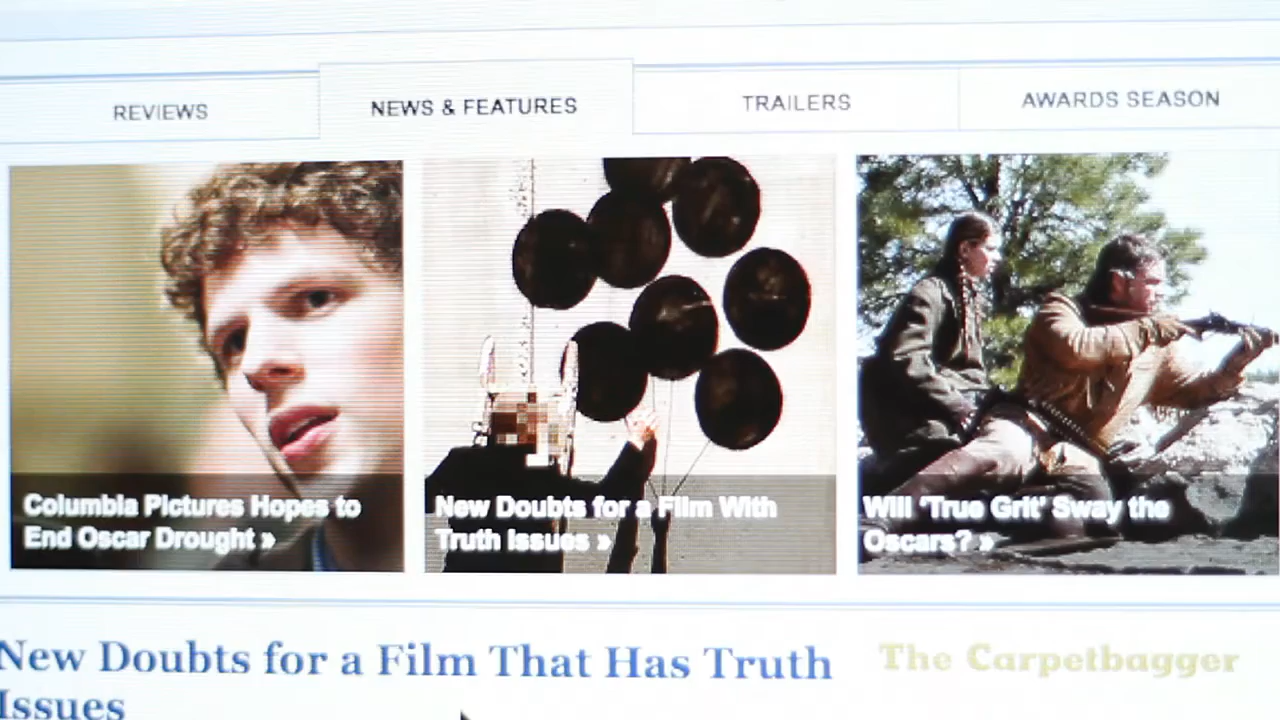 REVIEWS
NEWS & FEATURES
TRAILERS
AWARDS SEASON
Columbia Pictures Hopes to
End Oscar Drought »
New Doubts for a Film With
Truth Issues »
Will 'True Grit' Sway the
Oscars? »
New Doubts for a Film That Has Truth
Issues
The Carpetbagger